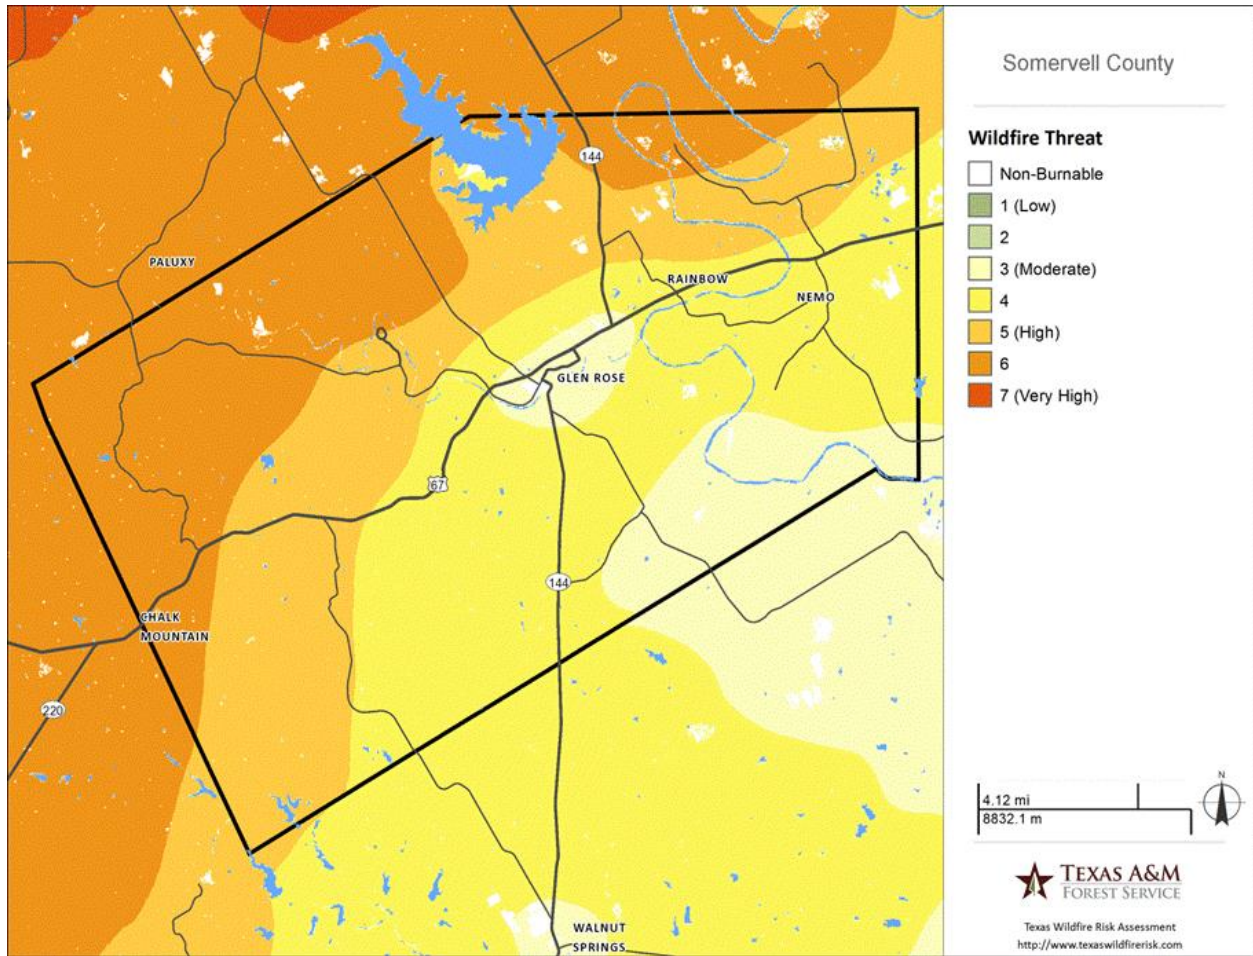 Somervell County
Wildfire Threat
Non-Burnable
1 (Low)
2
3 (Moderate)
4
5 (High)
6
7 (Very High)
144
PALUXY
RAINBOW
NEMO
GLEN ROSE
67
144
CHALK
MOUNTAIN
220
WALNUT
SPRINGS
N
4.12 mi
8832.1 m
TEXAS A&M
FOREST SERVICE
Texas Wildfire Risk Assessment
http://www.texaswildfirerisk.com